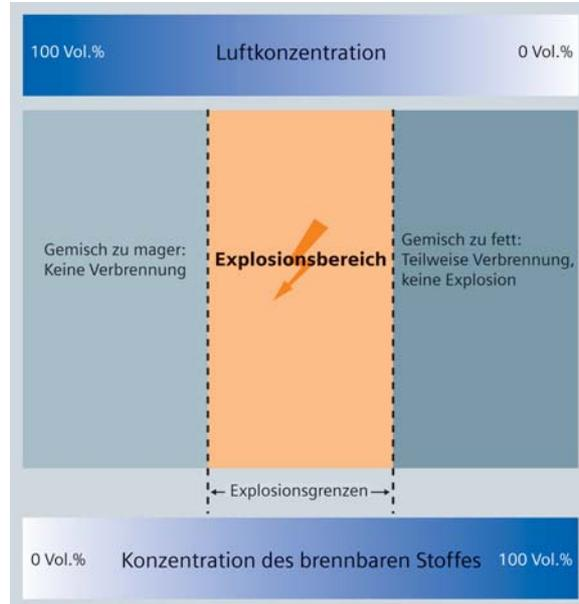 100 Vol.% Luftkonzentration 0 Vol.%
Gemisch zu mager:
Keine Verbrennung
Explosionsbereich
Gemisch zu fett:
Teilweise Verbrennung,
keine Explosion
Explosionsgrenzen
0 Vol.% Konzentration des brennbaren Stoffes 100 Vol.%